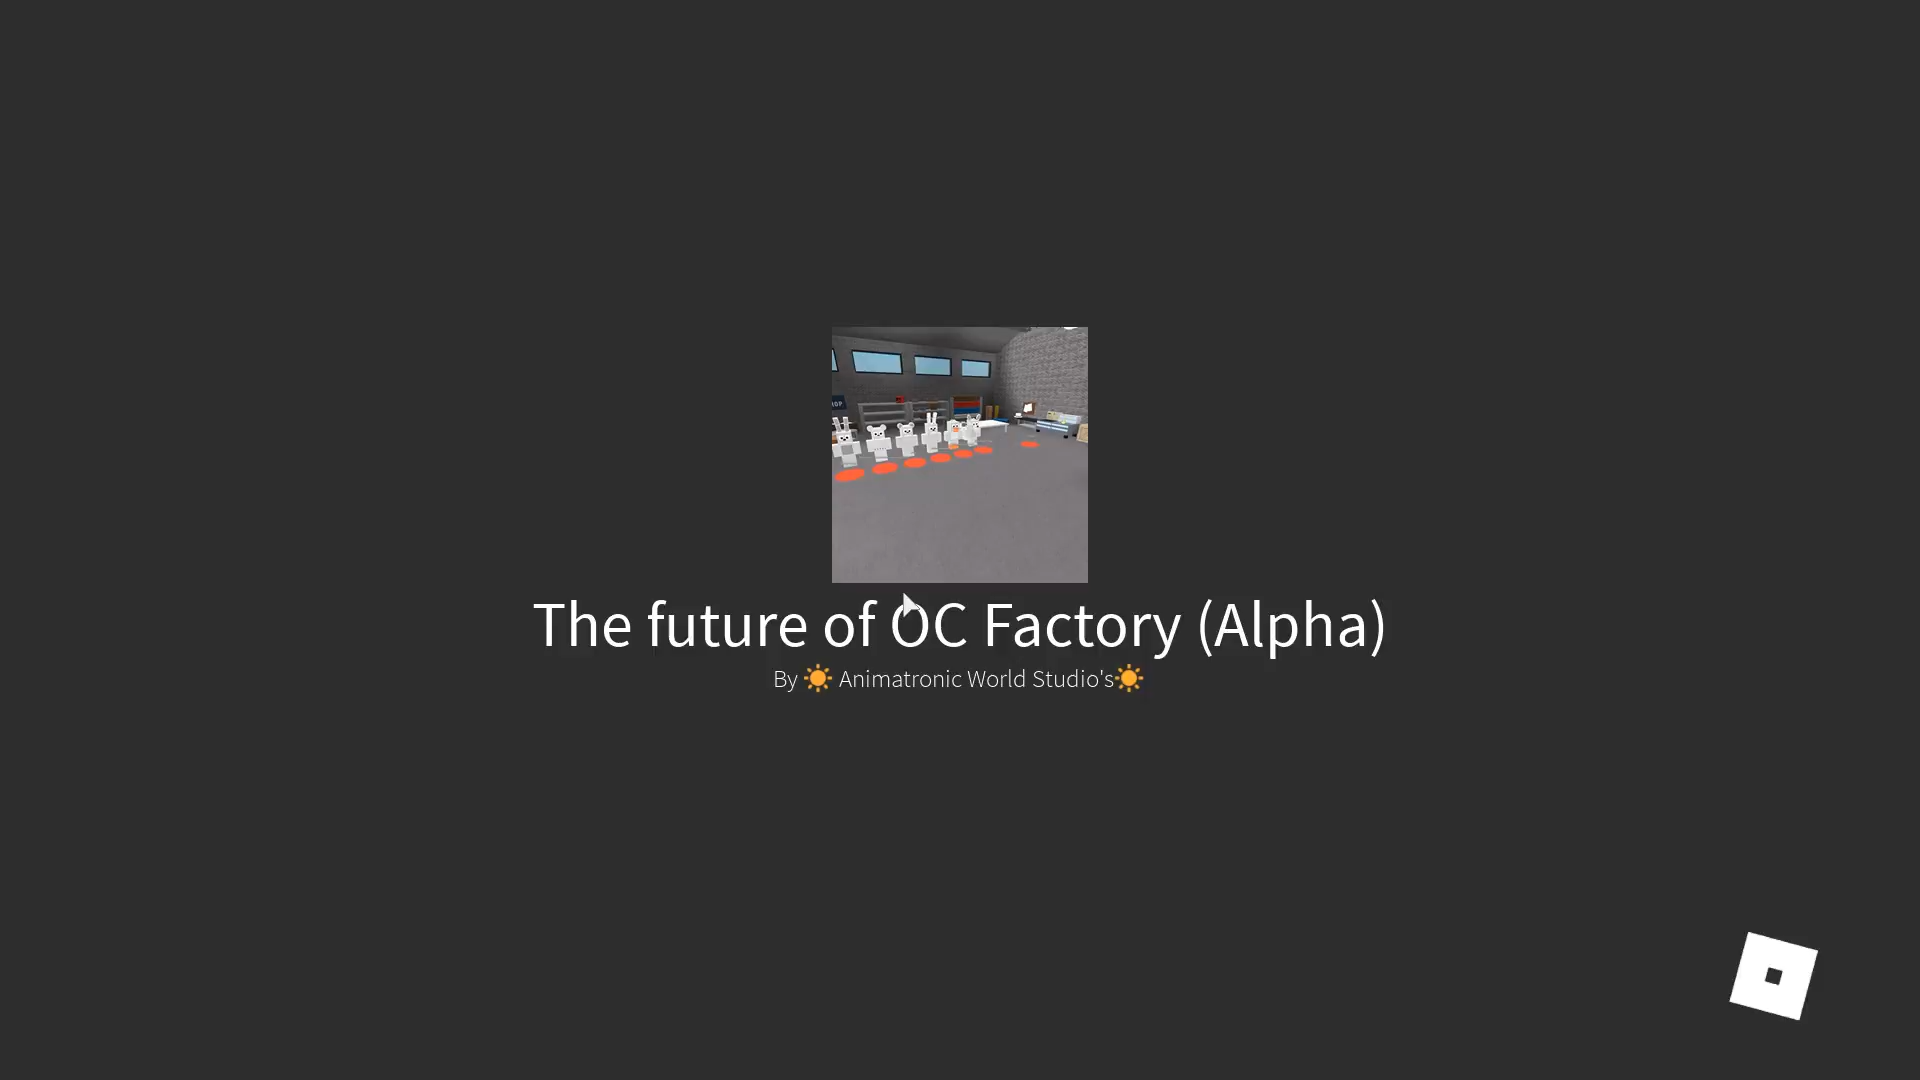 The future of OC Factory (Alpha)
By ☀ Animatronic World Studio's☀